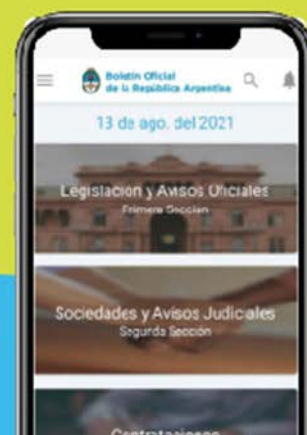 Boletín Oficial
de la República Argentina
13 de ago. del 2021
Legislación y Avisos Oficiales
Primera Sección
Sociedades y Avisos Judiciales
Segunda Sección
Contrataciones